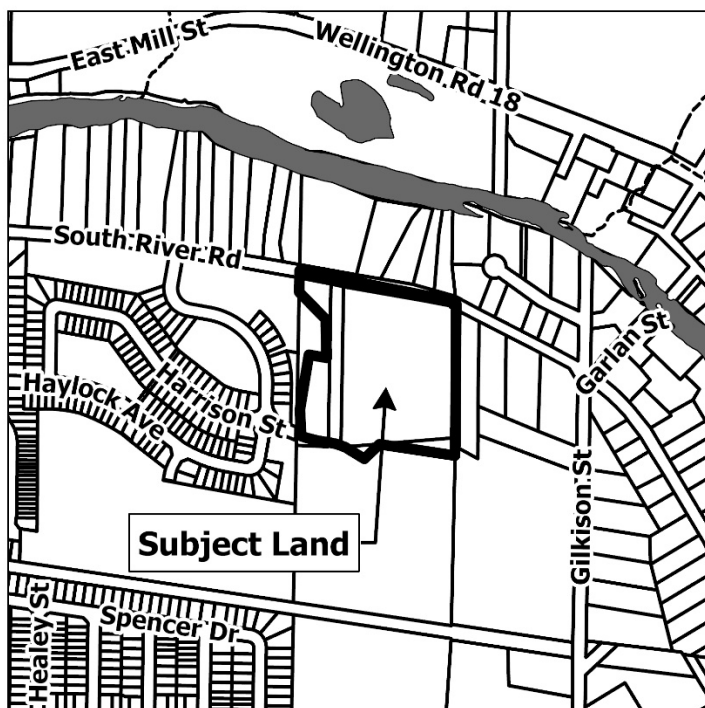 East Mill St
Wellington Rd 18
South River Rd
Garlan St
Harrison St
Haylock Ave
Gilkison St
Subject Land
Spencer Dr
Healey St